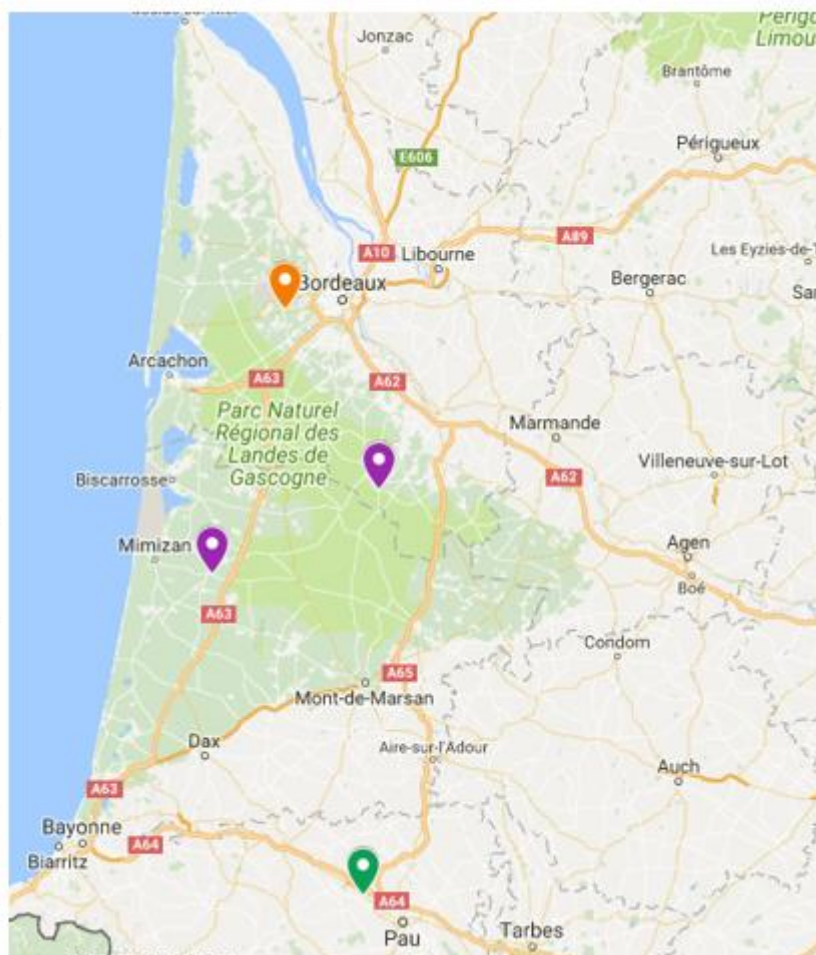 Jonzac
Périgo
Limou
Brantôme
E606
Périgueux
A10
Libourne
A89
Les Eyzies-de-T
Bordeaux
Bergerac
Sar
Arcachon
A63
A62
Parc Naturel
Régional des
Landes de
Gascogne
Marmande
Villeneuve-sur-Lot
Biscarrosse
A62
Mimizan
Agen
Boé
A63
Condom
A65
Mont-de-Marsan
Dax
Aire-sur-l'Adour
Auch
A63
Bayonne
A64
Biarritz
A64
Pau
Tarbes